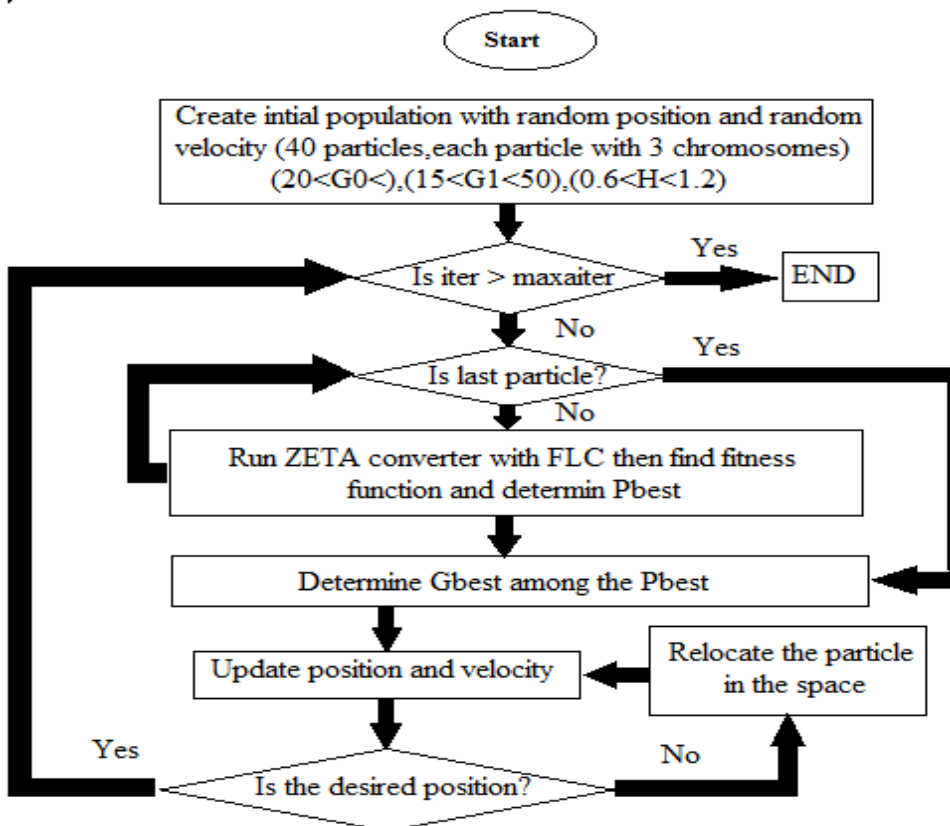 Start
Create intial population with random position and random
velocity (40 particles,each particle with 3 chromosomes)
(20<G0<),(15<G1<50),(0.6<H<1.2)
Yes
Is iter > maxaiter
END
No
Yes
Is last particle?
No
Run ZETA converter with FLC then find fitness
function and determin Pbest
Determine Gbest among the Pbest
Update position and velocity
Relocate the particle
in the space
Yes
No
Is the desired position?